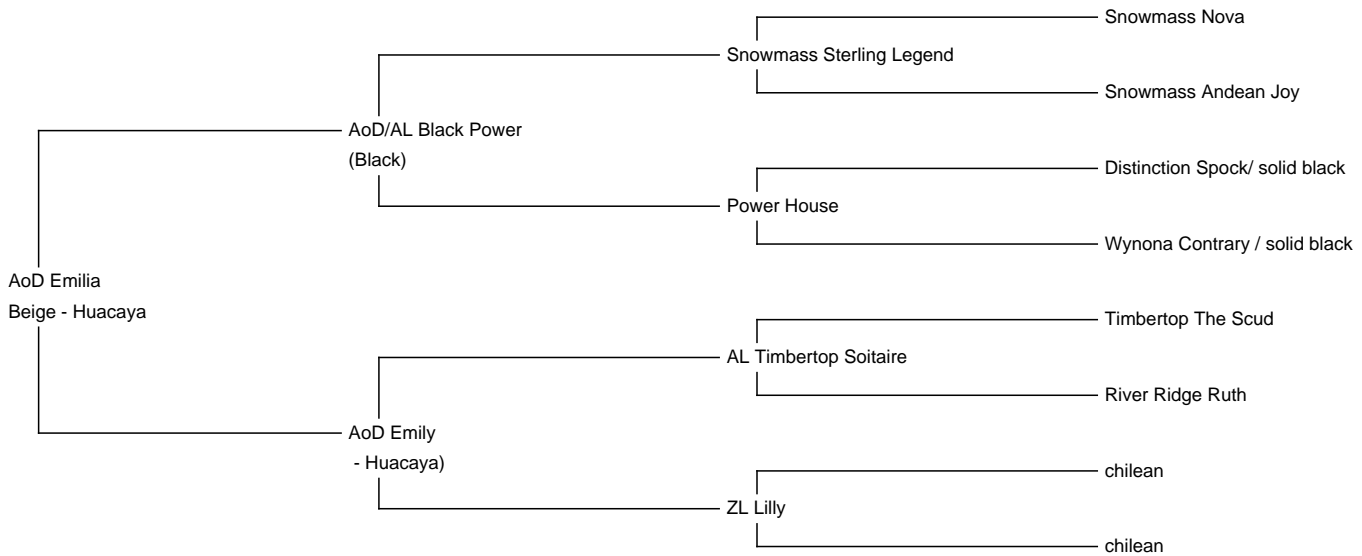 Snowmass Nova
Snowmass Sterling Legend
Snowmass Andean Joy
AoD/AL Black Power
(Black)
Distinction Spock/ solid black
Power House
Wynona Contrary / solid black
AoD Emilia
Beige - Huacaya
Timbertop The Scud
AL Timbertop Soitaire
River Ridge Ruth
AoD Emily
- Huacaya)
chilean
ZL Lilly
chilean